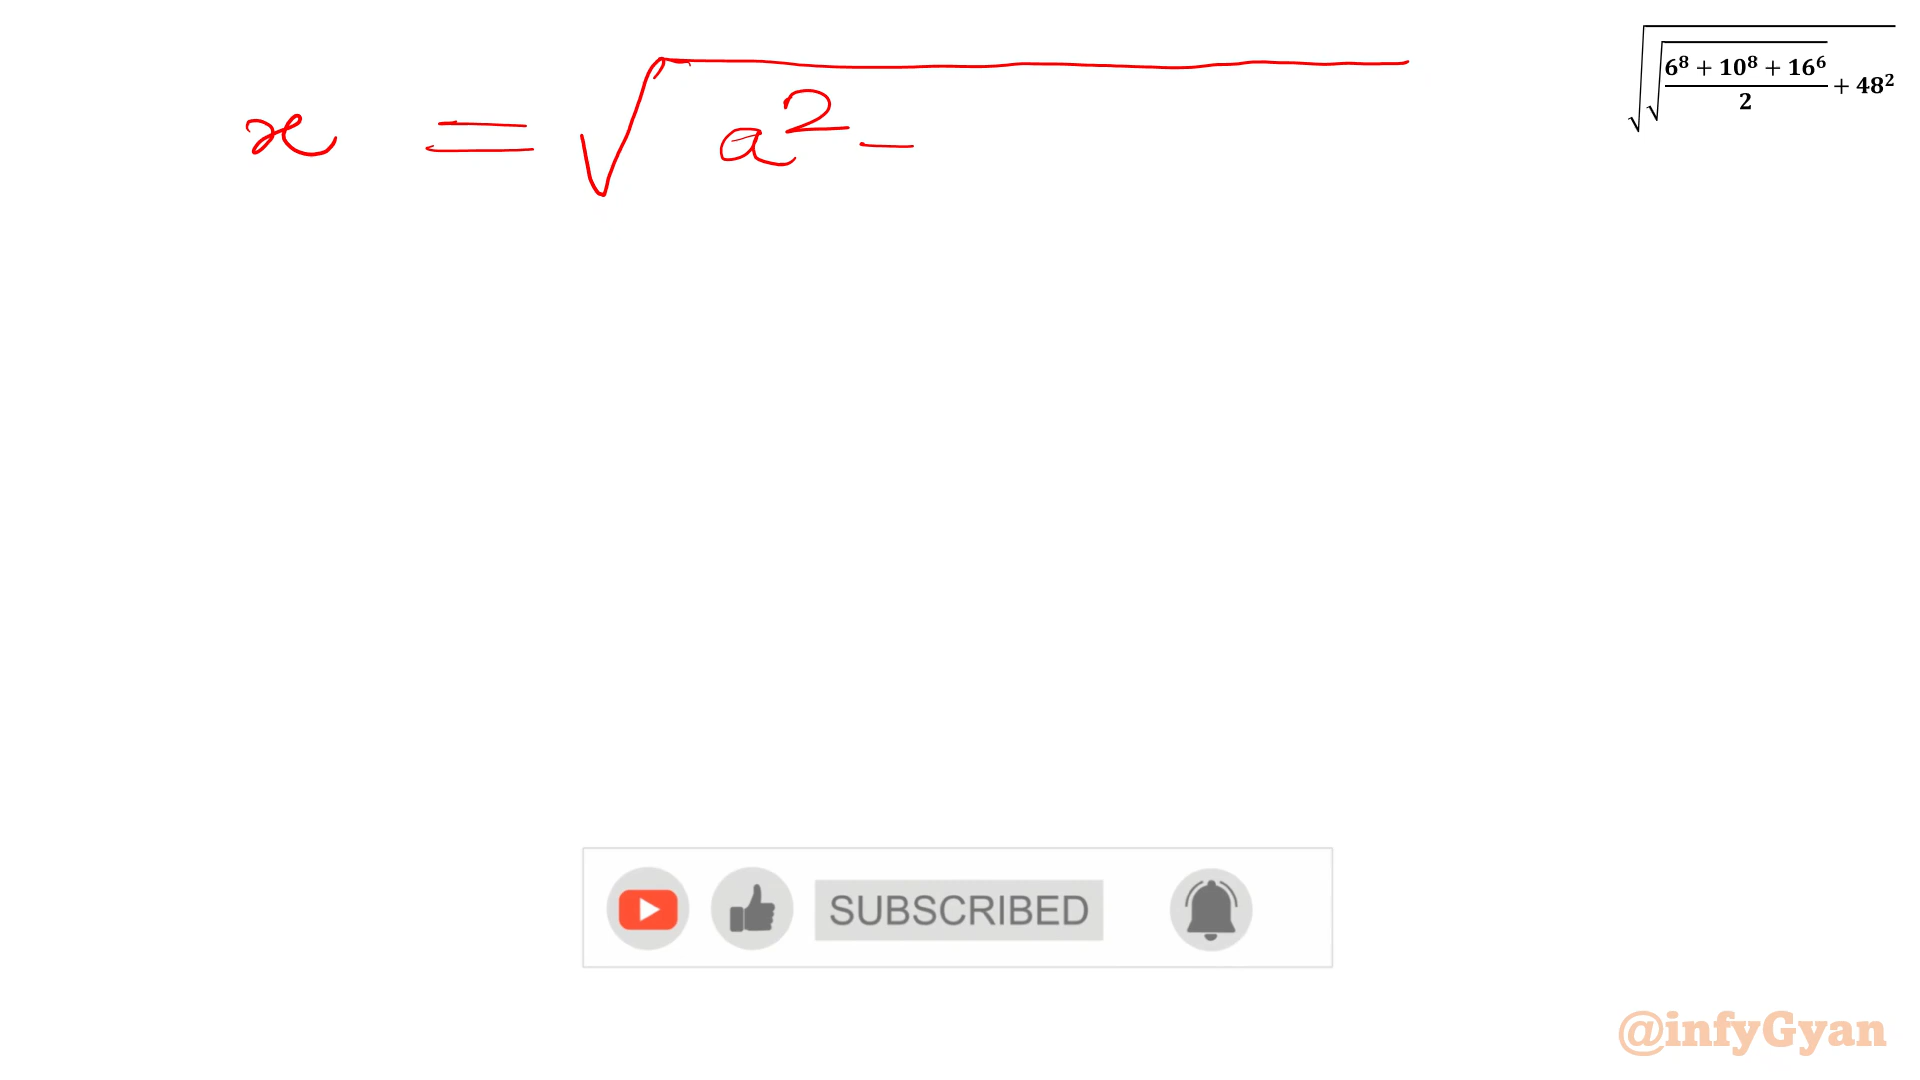 x = √ a² -
√√ 6⁸ + 10⁸ + 16⁶ / 2 + 48²
SUBSCRIBED
@infyGyan